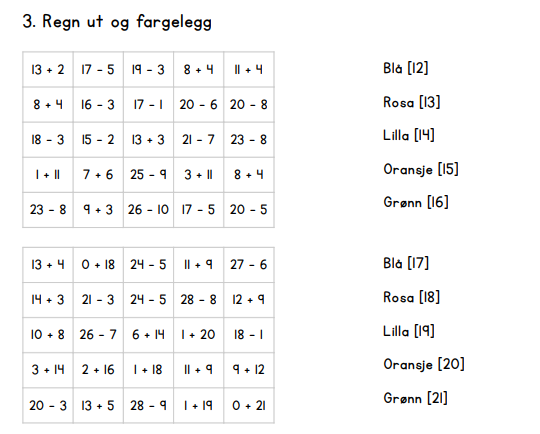 3. Regn ut og fargelegg
13 + 2 17 - 5 19 - 3 8 + 4 11 + 4
8 + 4 16 - 3 17 - 1 20 - 6 20 - 8
18 - 3 15 - 2 13 + 3 21 - 7 23 - 8
1 + 11 7 + 6 25 - 9 3 + 11 8 + 4
23 - 8 9 + 3 26 - 10 17 - 5 20 - 5
Blå [12]
Rosa [13]
Lilla [14]
Oransje [15]
Grønn [16]
13 + 4 0 + 18 24 - 5 11 + 9 27 - 6
14 + 3 21 - 3 24 - 5 28 - 8 12 + 9
10 + 8 26 - 7 6 + 14 1 + 20 18 - 1
3 + 14 2 + 16 1 + 18 11 + 9 9 + 12
20 - 3 13 + 5 28 - 9 1 + 19 0 + 21
Blå [17]
Rosa [18]
Lilla [19]
Oransje [20]
Grønn [21]